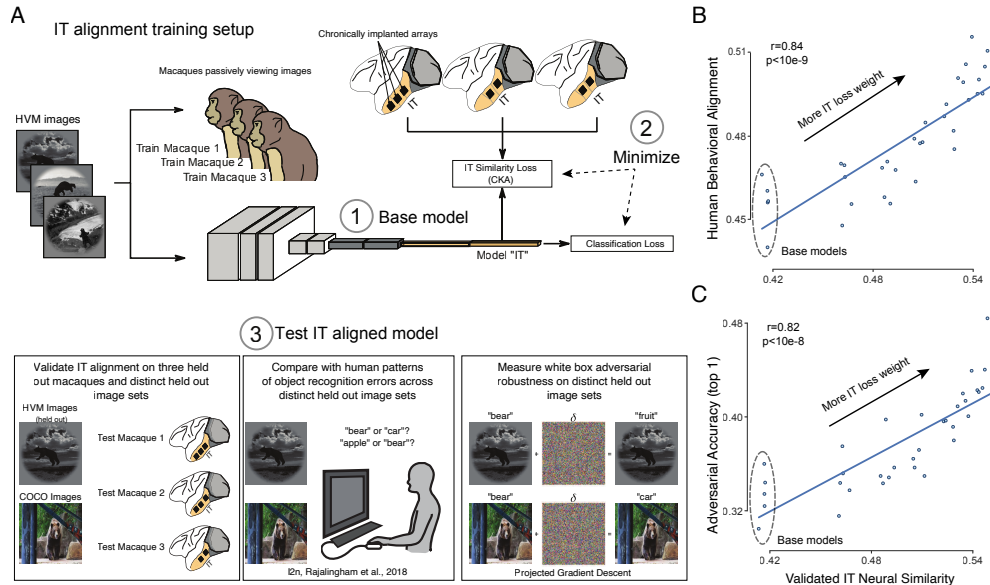 A
IT alignment training setup
Chronically implanted arrays
Macaques passively viewing images
HVM images
IT
IT
IT
Train Macaque 1
Train Macaque 2
Train Macaque 3
IT Similarity Loss
(CKA)
2
Minimize
1
Base model
Model "IT"
Classification Loss
3
Test IT aligned model
Validate IT alignment on three held
out macaques and distinct held out
image sets
HVM Images
(held out)
Test Macaque 1
COCO Images
Test Macaque 2
Test Macaque 3
Compare with human patterns
of object recognition errors across
distinct held out image sets
"bear" or "car"?
"apple" or "bear"?
I2n, Rajalingham et al., 2018
Measure white box adversarial
robustness on distinct held out
image sets
"bear" δ "fruit"
+ =
"bear" δ "car"
+ =
Projected Gradient Descent
B
r=0.84
p<10e-9
More IT loss weight
Human Behavioral Alignment
0.51
0.48
0.45
Base models
0.42 0.48 0.54
C
r=0.82
p<10e-8
More IT loss weight
Adversarial Accuracy (top 1)
0.48
0.40
0.32
Base models
0.42 0.48 0.54
Validated IT Neural Similarity